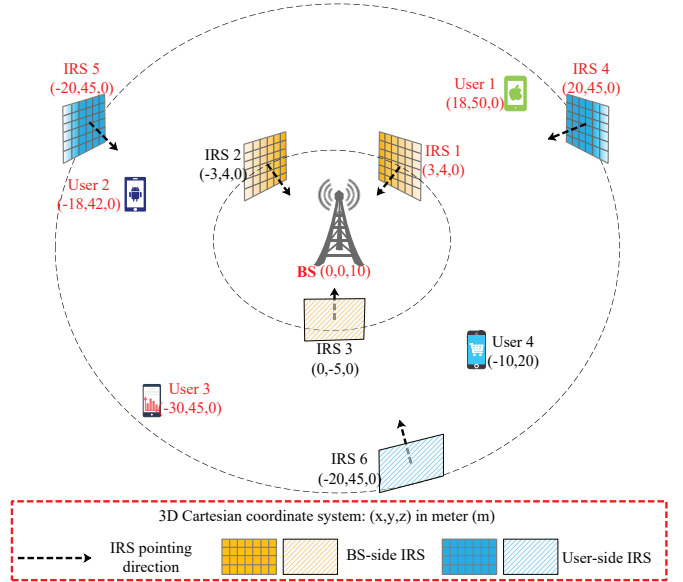 IRS 5
(-20,45,0)
User 1
(18,50,0)
IRS 4
(20,45,0)
IRS 2
(-3,4,0)
IRS 1
(3,4,0)
User 2
(-18,42,0)
BS (0,0,10)
IRS 3
(0,-5,0)
User 4
(-10,20)
User 3
(-30,45,0)
IRS 6
(-20,45,0)
3D Cartesian coordinate system: (x,y,z) in meter (m)
IRS pointing
direction
BS-side IRS
User-side IRS